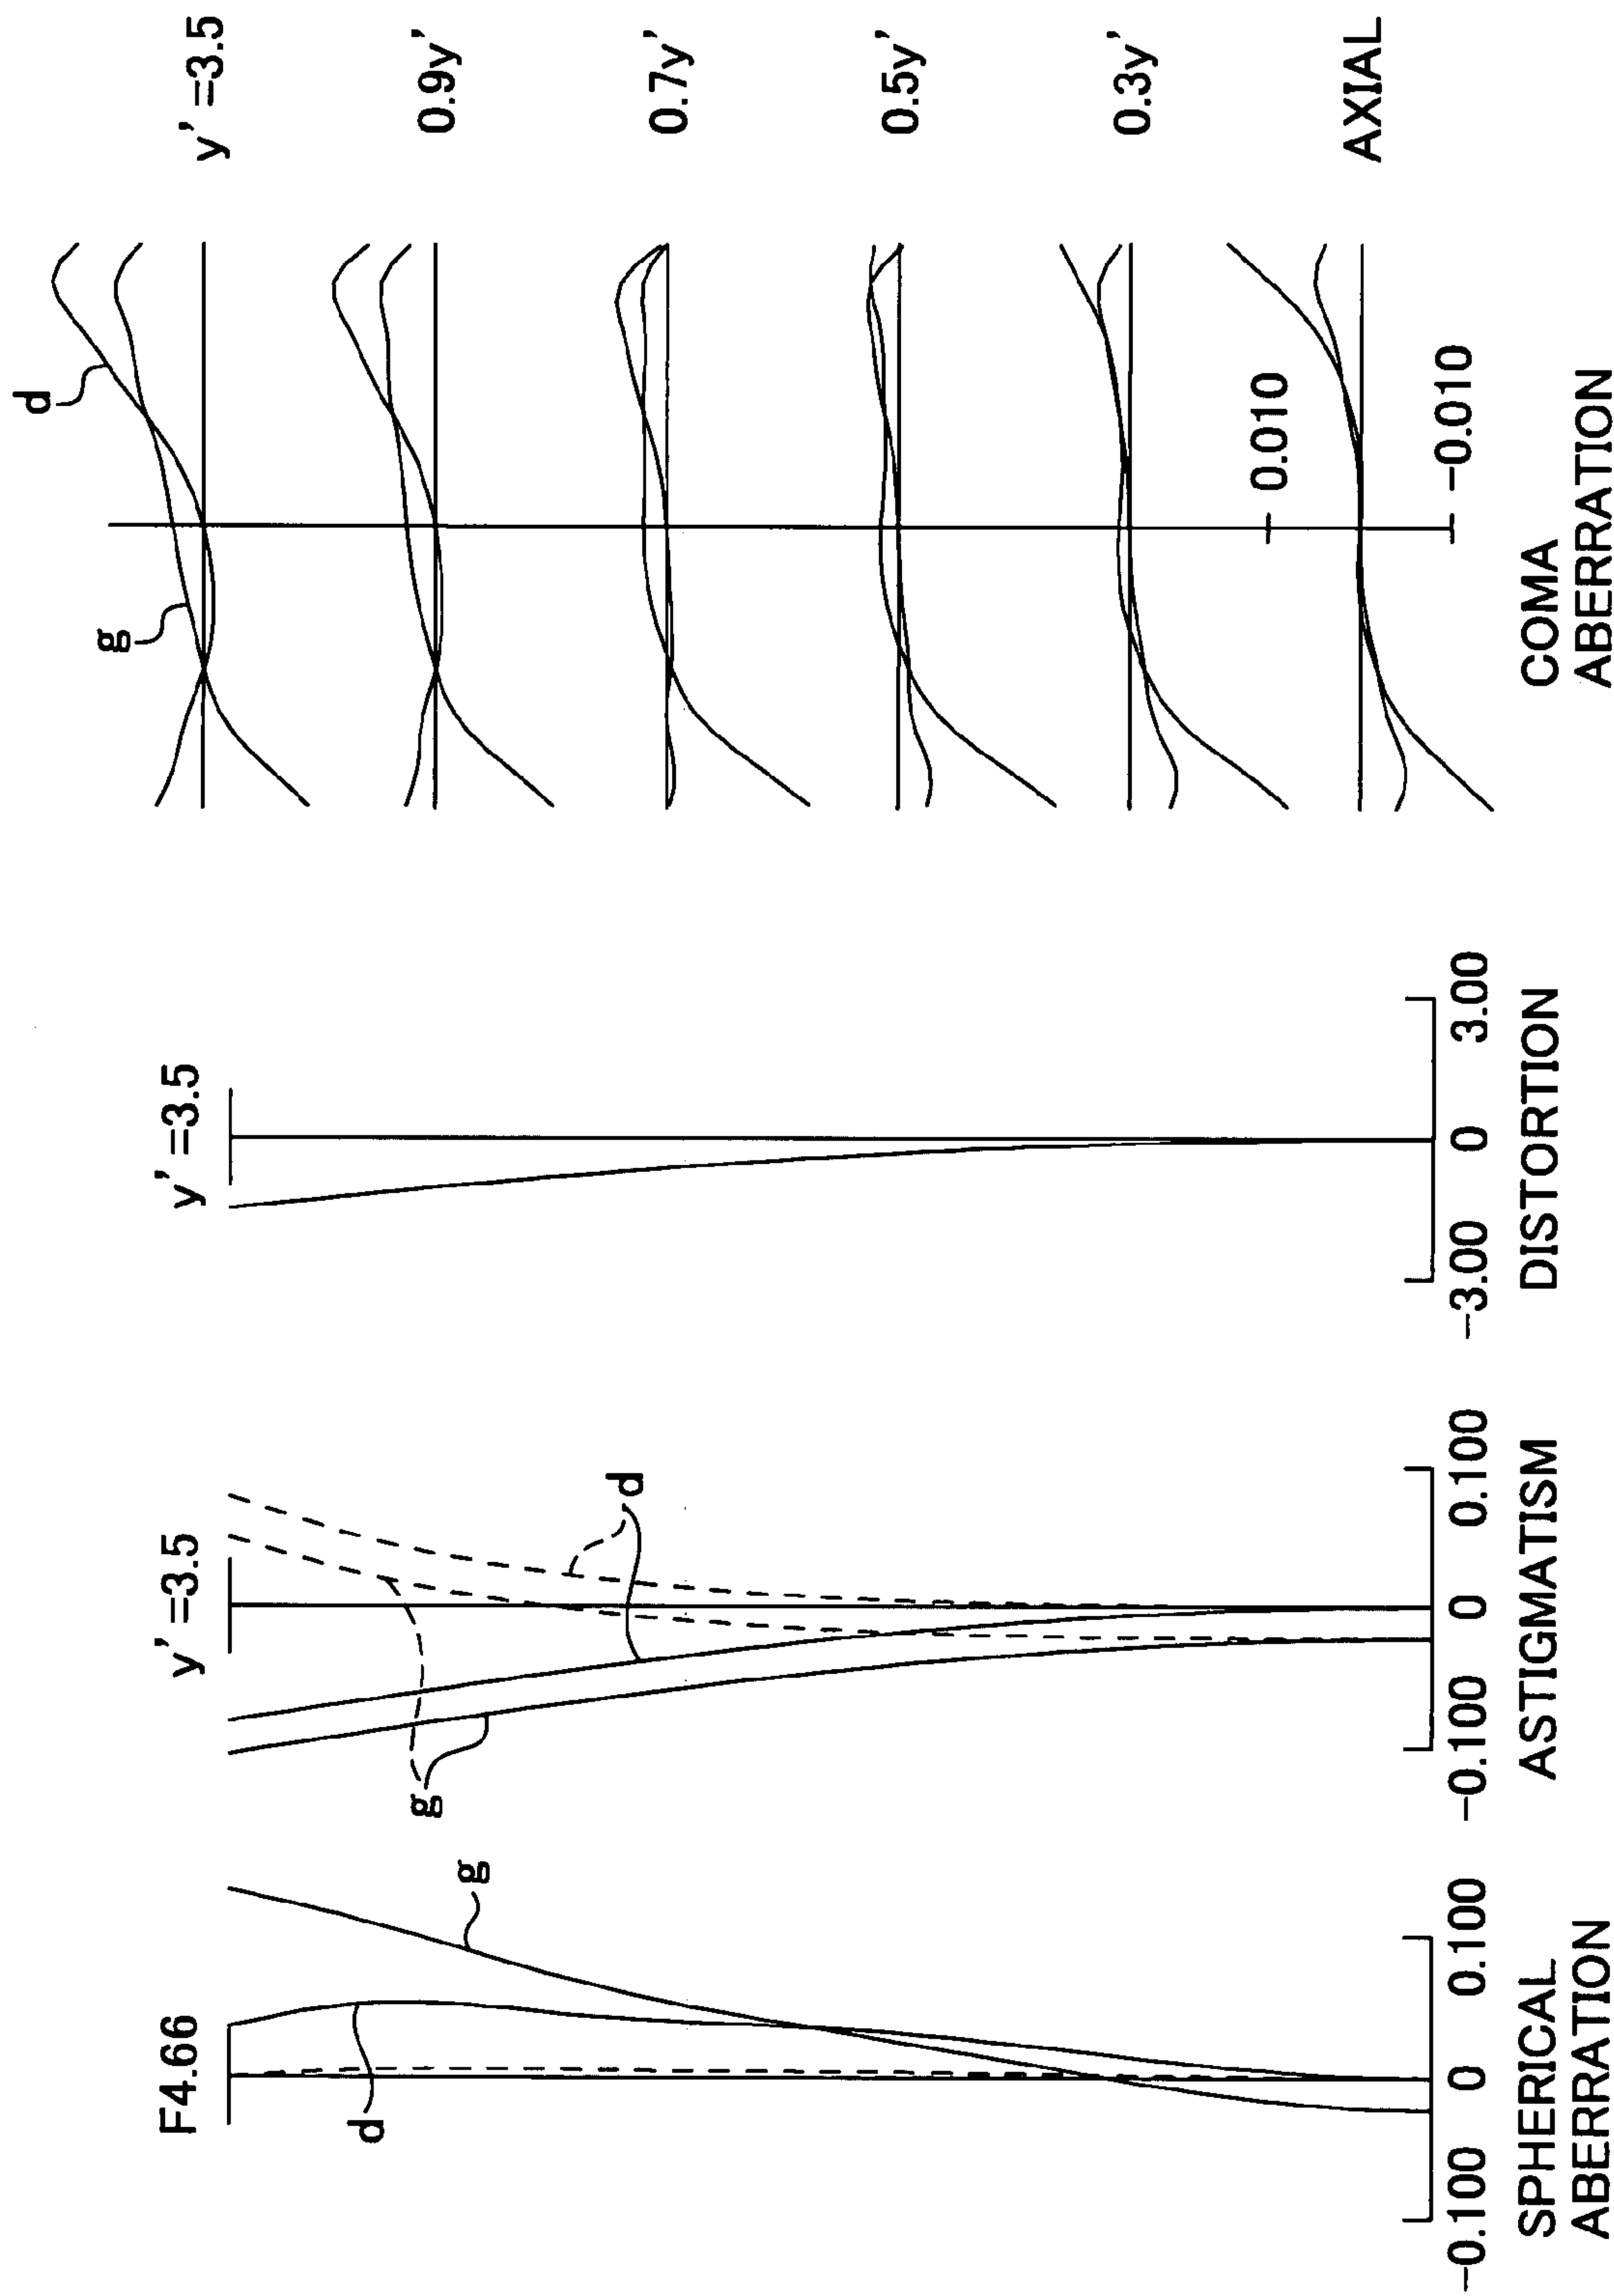 F4.66
d
g
-0.100
0
0.100
SPHERICAL
ABERRATION
y'=3.5
g
d
-0.100
0
0.100
ASTIGMATISM
y'=3.5
-3.00
0
3.00
DISTORTION
g
d
y'=3.5
0.9y'
0.7y'
0.5y'
0.3y'
AXIAL
0.010
-0.010
COMA
ABERRATION